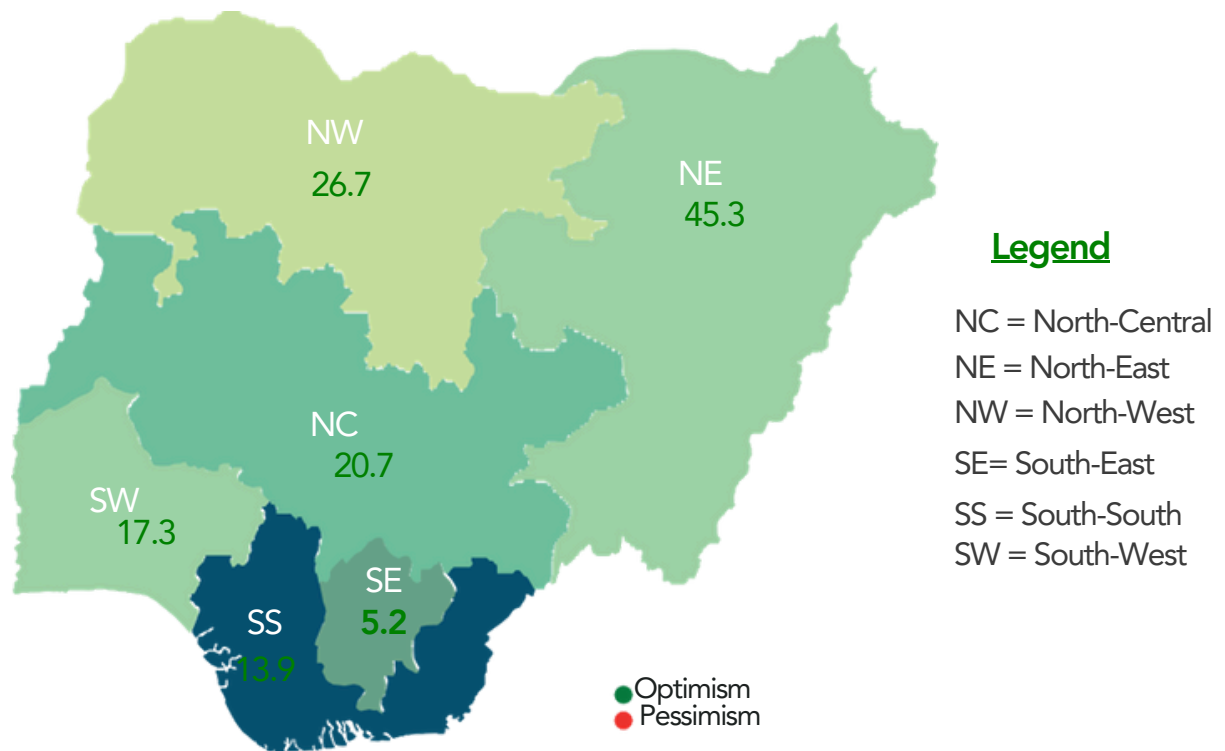 NW
26.7
NE
45.3
NC
20.7
SW
17.3
SE
5.2
SS
13.9
Legend
NC = North-Central
NE = North-East
NW = North-West
SE= South-East
SS = South-South
SW = South-West
Optimism
Pessimism